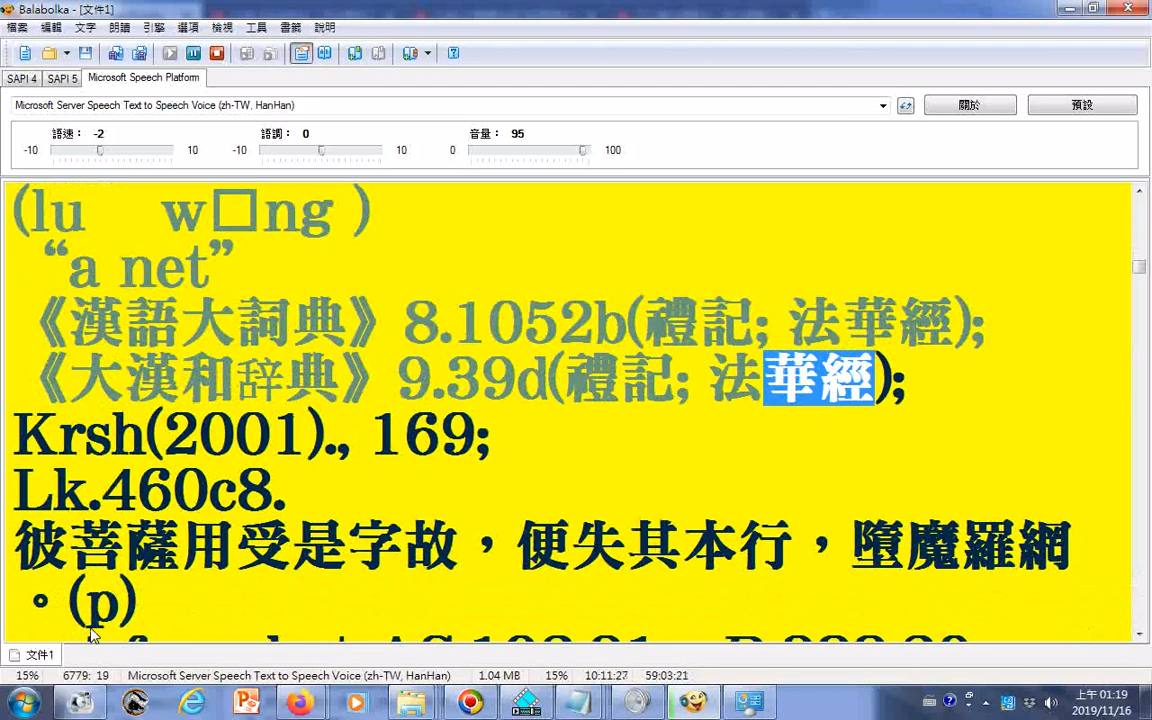 Balabolka - [文件1]
檔案 編輯 文字 朗讀 引擎 選項 檢視 工具 書籤 說明
SAPI 4 SAPI 5 Microsoft Speech Platform
Microsoft Server Speech Text to Speech Voice (zh-TW, HanHan) 關於 預設
語速： -2 語調： 0 音量： 95
-10 10 -10 10 0 100
(lu w□ng )
“a net”
《漢語大詞典》 8.1052b(禮記; 法華經);
《大漢和辞典》 9.39d(禮記; 法華經);
Krsh(2001)., 169;
Lk.460c8.
彼菩薩用受是字故，便失其本行，墮魔羅網
。(p)
文件1
15% 6779: 19 Microsoft Server Speech Text to Speech Voice (zh-TW, HanHan) 1.04 MB 15% 10:11:27 59:03:21
上午 01:19
2019/11/16